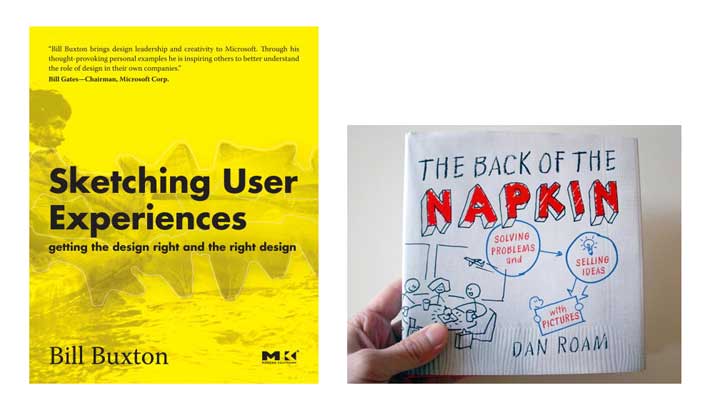 "Bill Buxton brings design leadership and creativity to Microsoft. Through his
thought-provoking personal examples he is inspiring others to better understand
the role of design in their own companies."
Bill Gates—Chairman, Microsoft Corp.
Sketching User
Experiences
getting the design right and the right design
Bill Buxton
MK
THE BACK OF THE
NAPKIN
SOLVING
PROBLEMS
and
SELLING
IDEAS
with
PICTURES
DAN ROAM